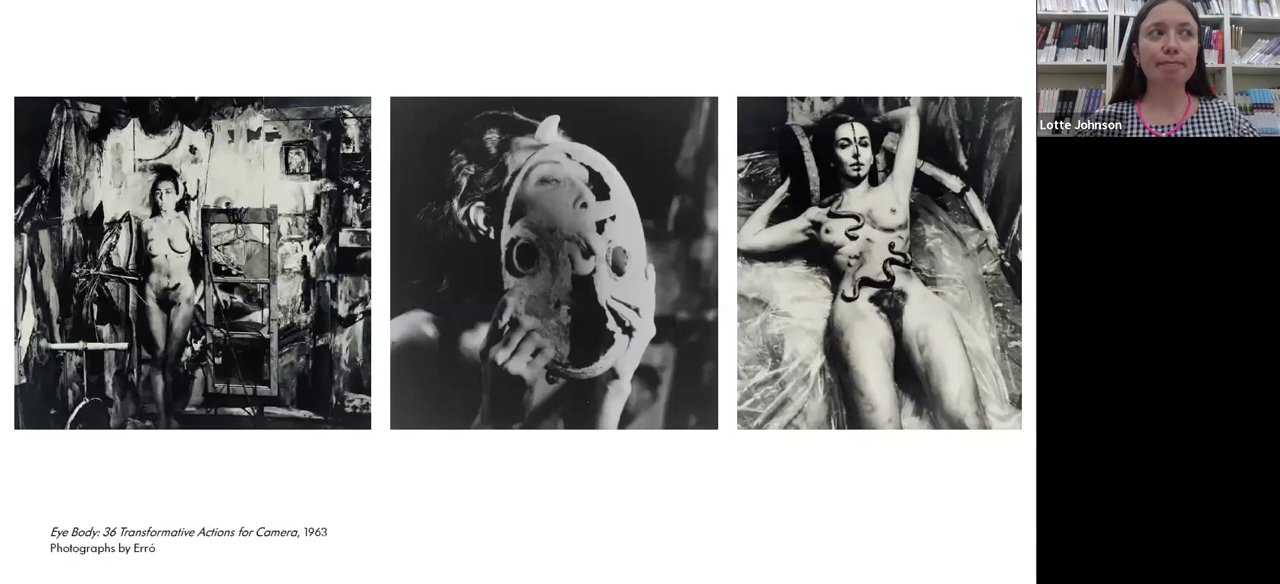 Lotte Johnson
Eye Body: 36 Transformative Actions for Camera, 1963
Photographs by Erró